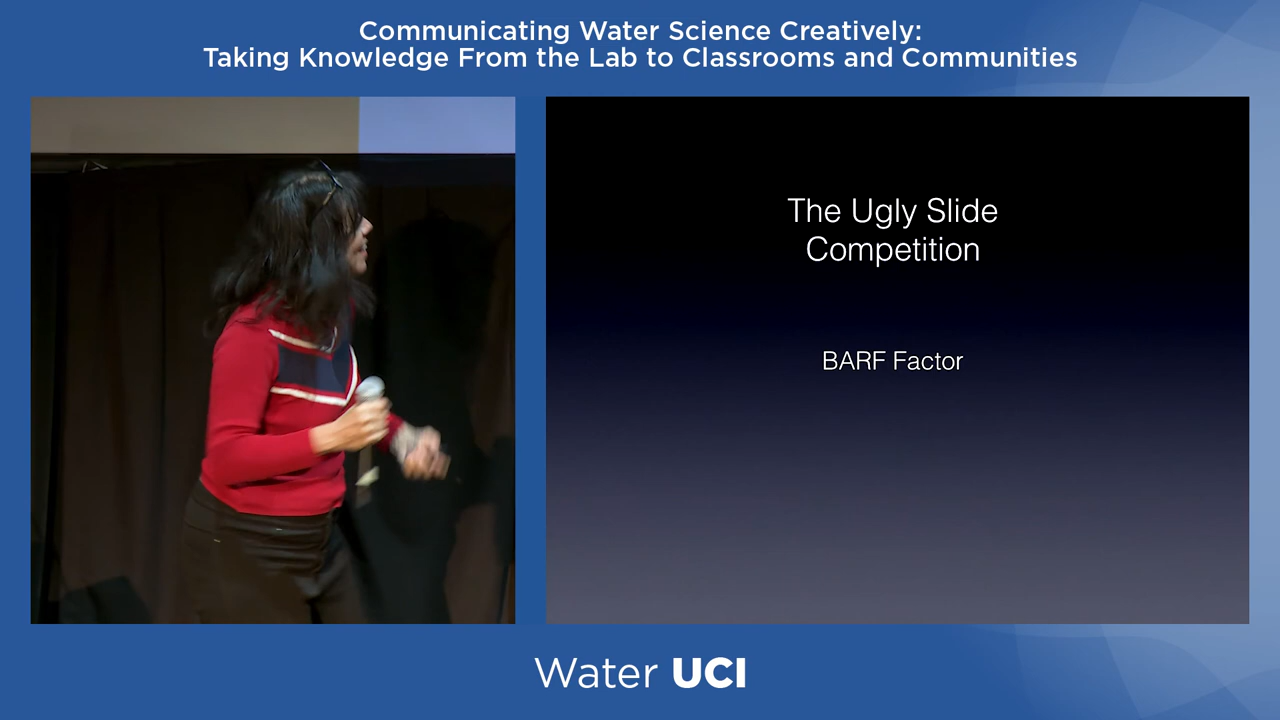 Communicating Water Science Creatively:
Taking Knowledge From the Lab to Classrooms and Communities
The Ugly Slide
Competition
BARF Factor
Water UCI